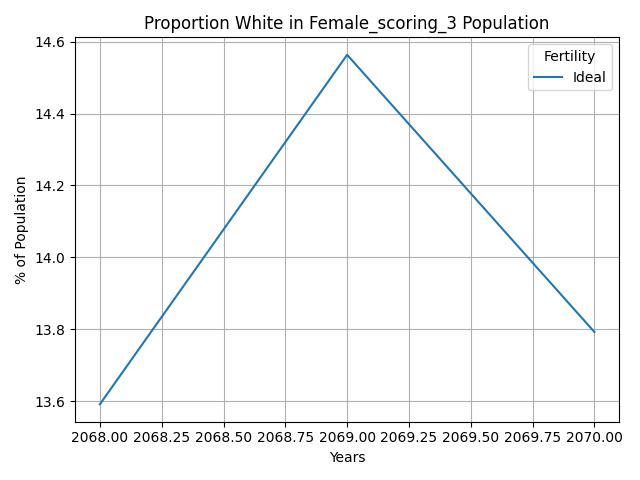 Proportion White in Female_scoring_3 Population
Fertility
Ideal
14.6
14.4
14.2
14.0
13.8
13.6
% of Population
2068.00 2068.25 2068.50 2068.75 2069.00 2069.25 2069.50 2069.75 2070.00
Years